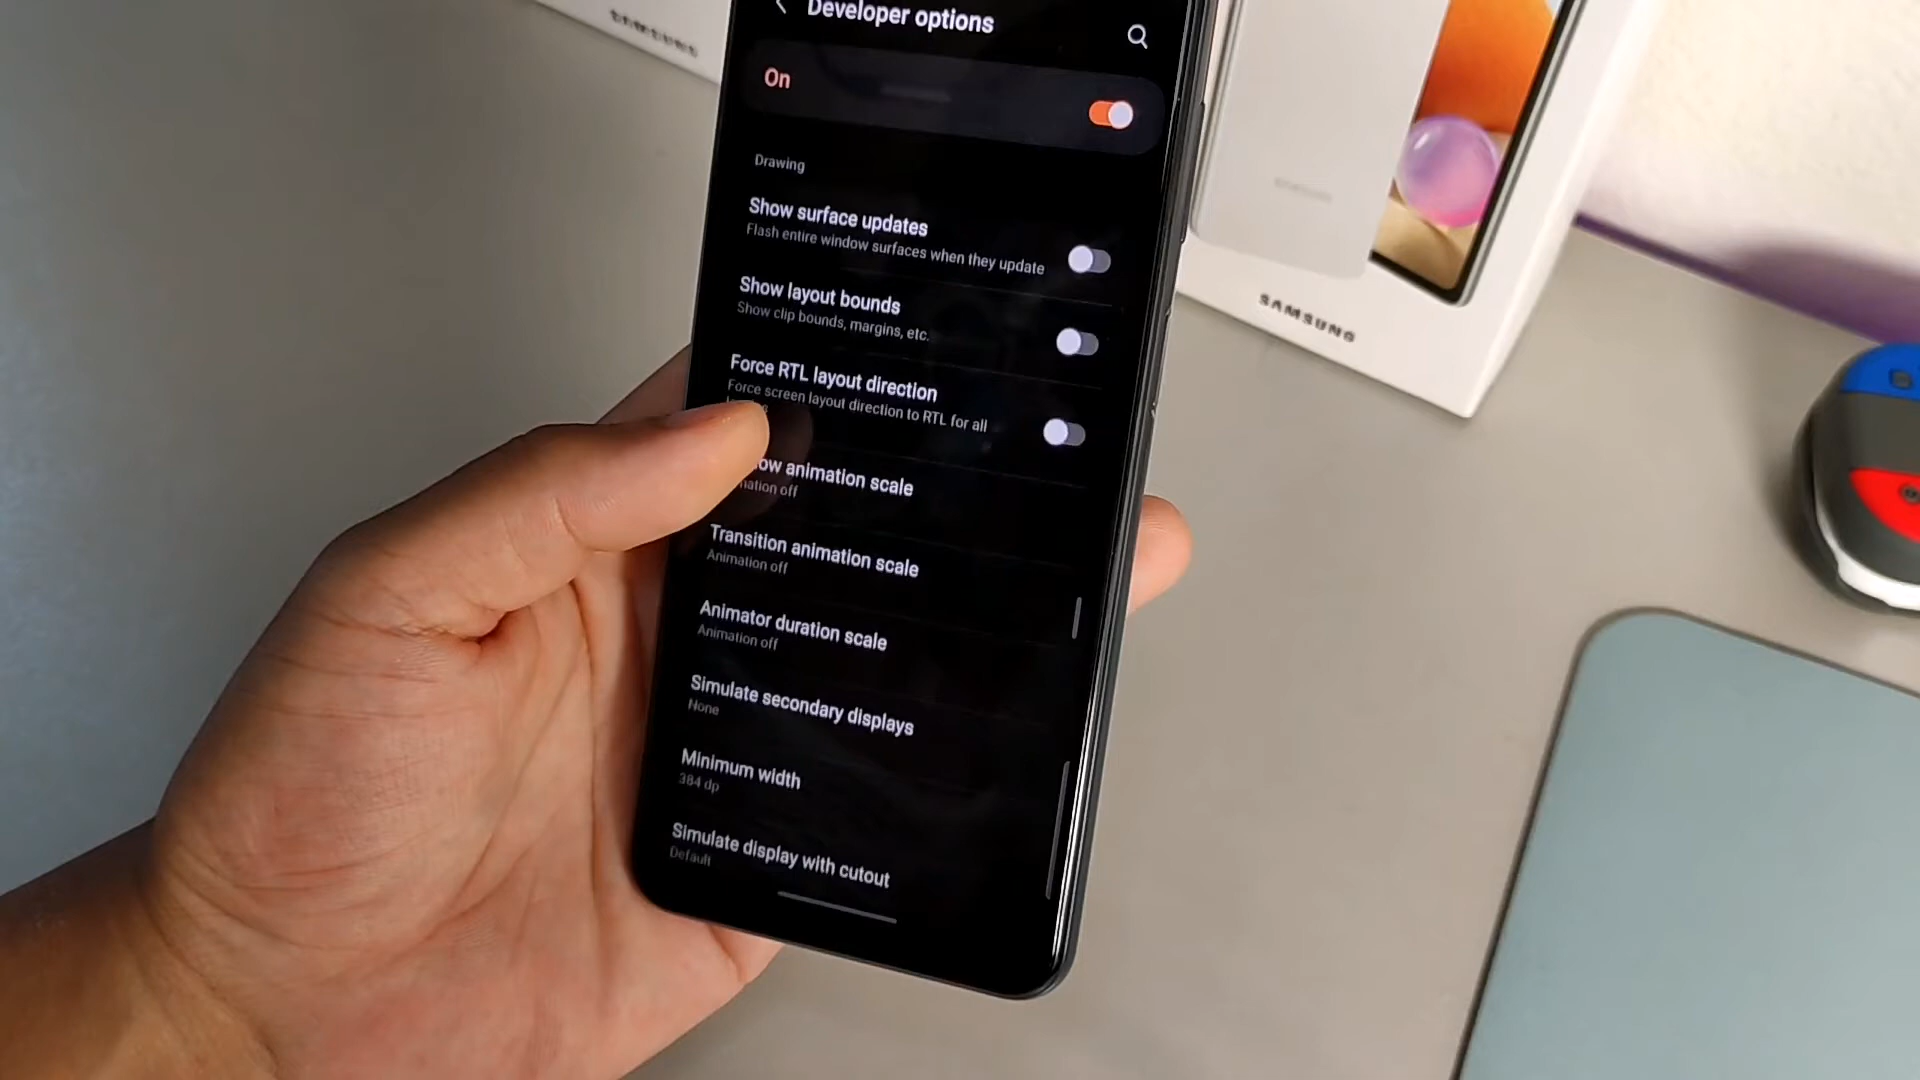 SAMSUNG
Developer options
On
Drawing
Show surface updates
Flash entire window surfaces when they update
Show layout bounds
Show clip bounds, margins, etc.
Force RTL layout direction
Force screen layout direction to RTL for all
animation scale
off
Transition animation scale
Animation off
Animator duration scale
Animation off
Simulate secondary displays
None
Minimum width
384 dp
Simulate display with cutout
Default
SAMSUNG